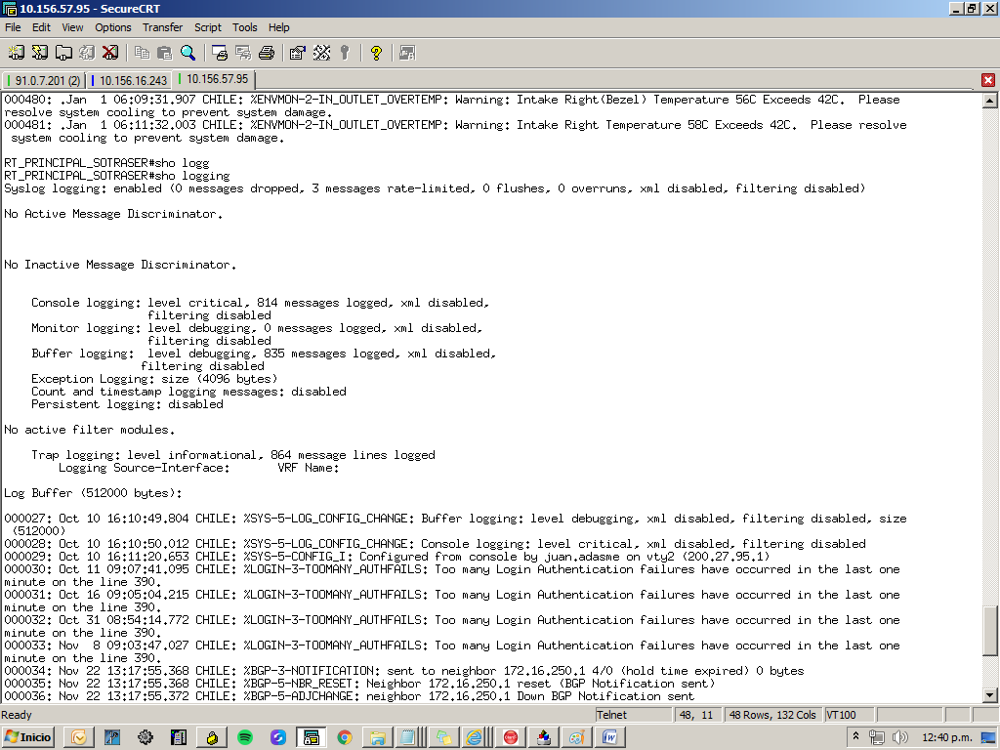 10.156.57.95 - SecureCRT
File Edit View Options Transfer Script Tools Help
91.0.7.201 (2) 10.156.16.243 10.156.57.95
000480: .Jan  1 06:09:31.907 CHILE: %ENVMON-2-IN_OUTLET_OVERTEMP: Warning: Intake Right(Bezel) Temperature 56C Exceeds 42C.  Please
resolve system cooling to prevent system damage.
000481: .Jan  1 06:11:32.003 CHILE: %ENVMON-2-IN_OUTLET_OVERTEMP: Warning: Intake Right Temperature 58C Exceeds 42C.  Please resolve
 system cooling to prevent system damage.
RT_PRINCIPAL_SOTRASER#sho logg
RT_PRINCIPAL_SOTRASER#sho logging
Syslog logging: enabled (0 messages dropped, 3 messages rate-limited, 0 flushes, 0 overruns, xml disabled, filtering disabled)
No Active Message Discriminator.
No Inactive Message Discriminator.
    Console logging: level critical, 814 messages logged, xml disabled,
                     filtering disabled
    Monitor logging: level debugging, 0 messages logged, xml disabled,
                     filtering disabled
    Buffer logging:  level debugging, 835 messages logged, xml disabled,
                    filtering disabled
    Exception Logging: size (4096 bytes)
    Count and timestamp logging messages: disabled
    Persistent logging: disabled
No active filter modules.
    Trap logging: level informational, 864 message lines logged
        Logging Source-Interface:       VRF Name:
Log Buffer (512000 bytes):
000027: Oct 10 16:10:49.804 CHILE: %SYS-5-LOG_CONFIG_CHANGE: Buffer logging: level debugging, xml disabled, filtering disabled, size
 (512000)
000028: Oct 10 16:10:50.012 CHILE: %SYS-5-LOG_CONFIG_CHANGE: Console logging: level critical, xml disabled, filtering disabled
000029: Oct 10 16:11:20.653 CHILE: %SYS-5-CONFIG_I: Configured from console by juan.adasme on vty2 (200.27.95.1)
000030: Oct 11 09:07:41.095 CHILE: %LOGIN-3-TOOMANY_AUTHFAILS: Too many Login Authentication failures have occurred in the last one
minute on the line 390.
000031: Oct 16 09:05:04.215 CHILE: %LOGIN-3-TOOMANY_AUTHFAILS: Too many Login Authentication failures have occurred in the last one
minute on the line 390.
000032: Oct 31 08:54:14.772 CHILE: %LOGIN-3-TOOMANY_AUTHFAILS: Too many Login Authentication failures have occurred in the last one
minute on the line 390.
000033: Nov  8 09:03:47.027 CHILE: %LOGIN-3-TOOMANY_AUTHFAILS: Too many Login Authentication failures have occurred in the last one
minute on the line 390.
000034: Nov 22 13:17:55.368 CHILE: %BGP-3-NOTIFICATION: sent to neighbor 172.16.250.1 4/0 (hold time expired) 0 bytes
000035: Nov 22 13:17:55.368 CHILE: %BGP-5-NBR_RESET: Neighbor 172.16.250.1 reset (BGP Notification sent)
000036: Nov 22 13:17:55.372 CHILE: %BGP-5-ADJCHANGE: neighbor 172.16.250.1 Down BGP Notification sent
Ready Telnet 48, 11 48 Rows, 132 Cols VT100
Inicio 12:40 p.m.